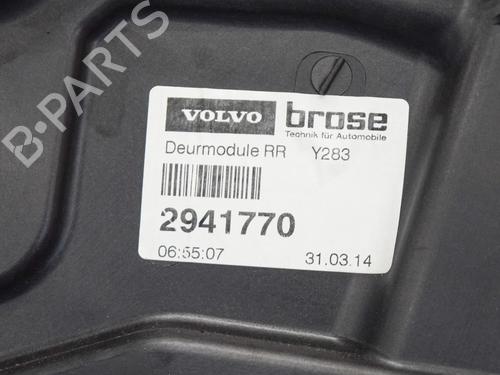 B-PARTS
VOLVO brose
Technik für Automobile
Deurmodule RR Y283
2941770
06:55:07 31.03.14